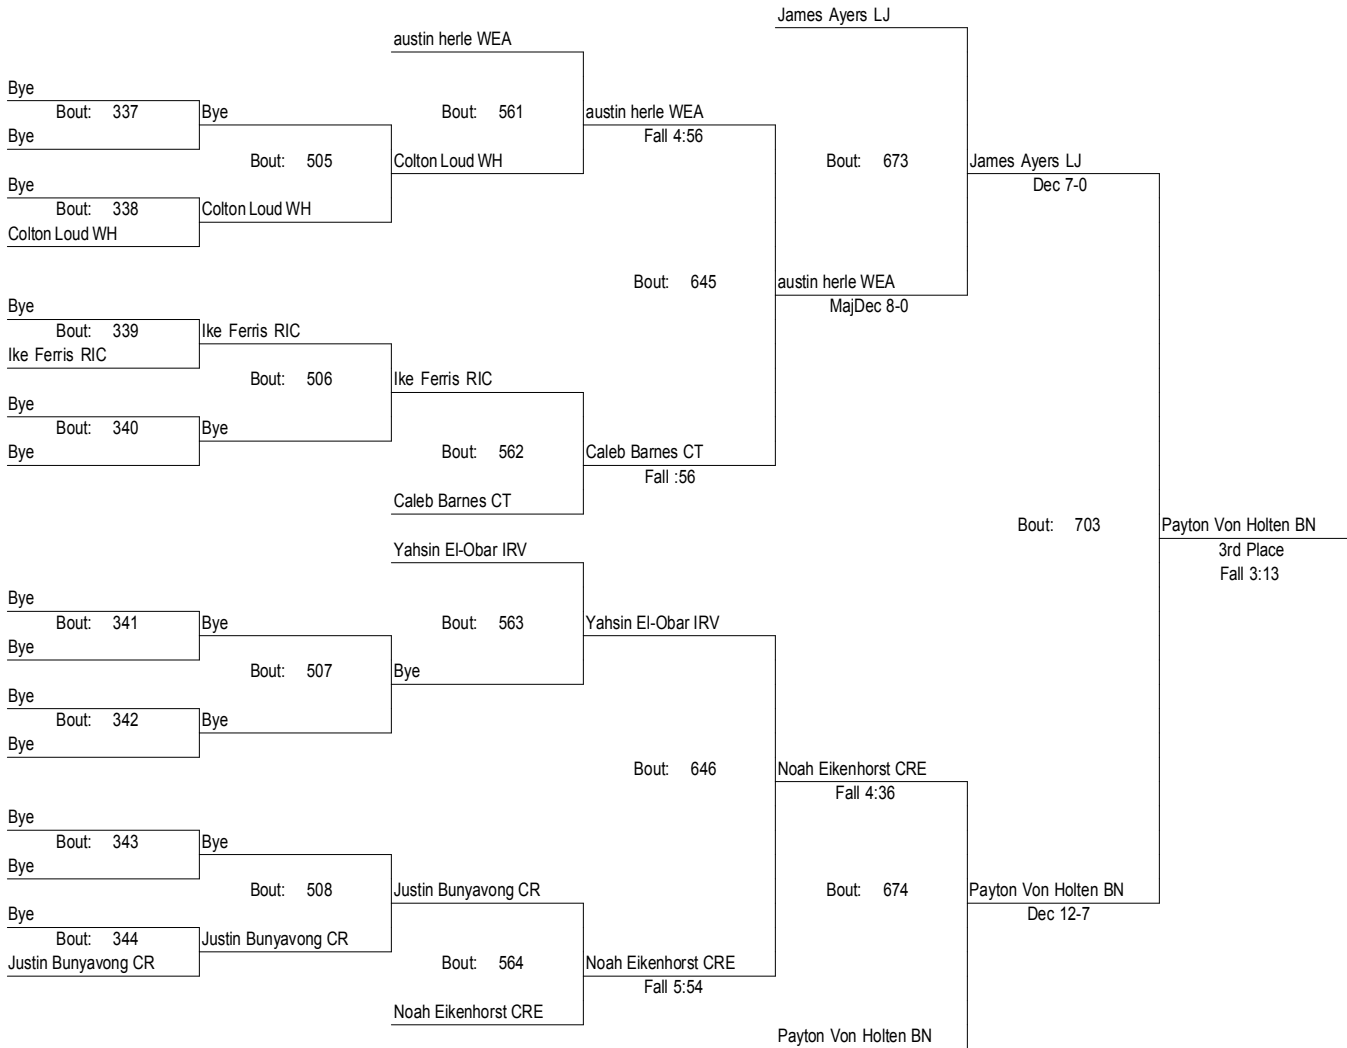 James Ayers LJ
austin herle WEA
Bye
Bout: 337
Bye
Bout: 561
austin herle WEA
Bye
Fall 4:56
Bout: 505
Colton Loud WH
Bout: 673
James Ayers LJ
Bye
Dec 7-0
Bout: 338
Colton Loud WH
Colton Loud WH
Bout: 645
austin herle WEA
Bye
MajDec 8-0
Bout: 339
Ike Ferris RIC
Ike Ferris RIC
Bout: 506
Ike Ferris RIC
Bye
Bout: 340
Bye
Bye
Bout: 562
Caleb Barnes CT
Fall :56
Caleb Barnes CT
Bout: 703
Payton Von Holten BN
Yahsin El-Obar IRV
3rd Place
Fall 3:13
Bye
Bout: 341
Bye
Bout: 563
Yahsin El-Obar IRV
Bye
Bout: 507
Bye
Bye
Bout: 342
Bye
Bye
Bout: 646
Noah Eikenhorst CRE
Fall 4:36
Bye
Bout: 343
Bye
Bye
Bout: 508
Justin Bunyavong CR
Bout: 674
Payton Von Holten BN
Bye
Dec 12-7
Bout: 344
Justin Bunyavong CR
Justin Bunyavong CR
Bout: 564
Noah Eikenhorst CRE
Fall 5:54
Noah Eikenhorst CRE
Payton Von Holten BN